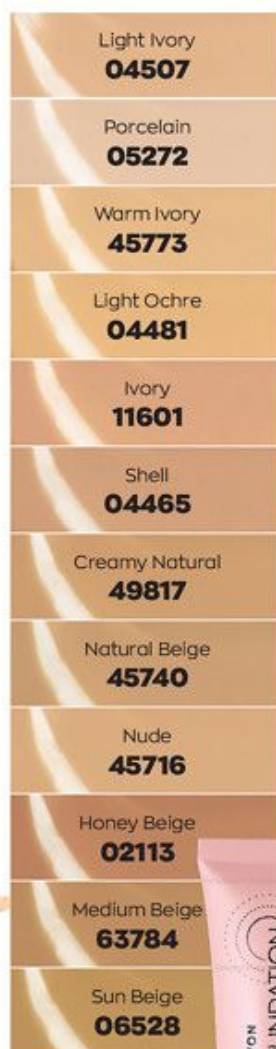 Light Ivory
04507
Porcelain
05272
Warm Ivory
45773
Light Ochre
04481
Ivory
11601
Shell
04465
Creamy Natural
49817
Natural Beige
45740
Nude
45716
Honey Beige
02113
Medium Beige
63784
Sun Beige
06528